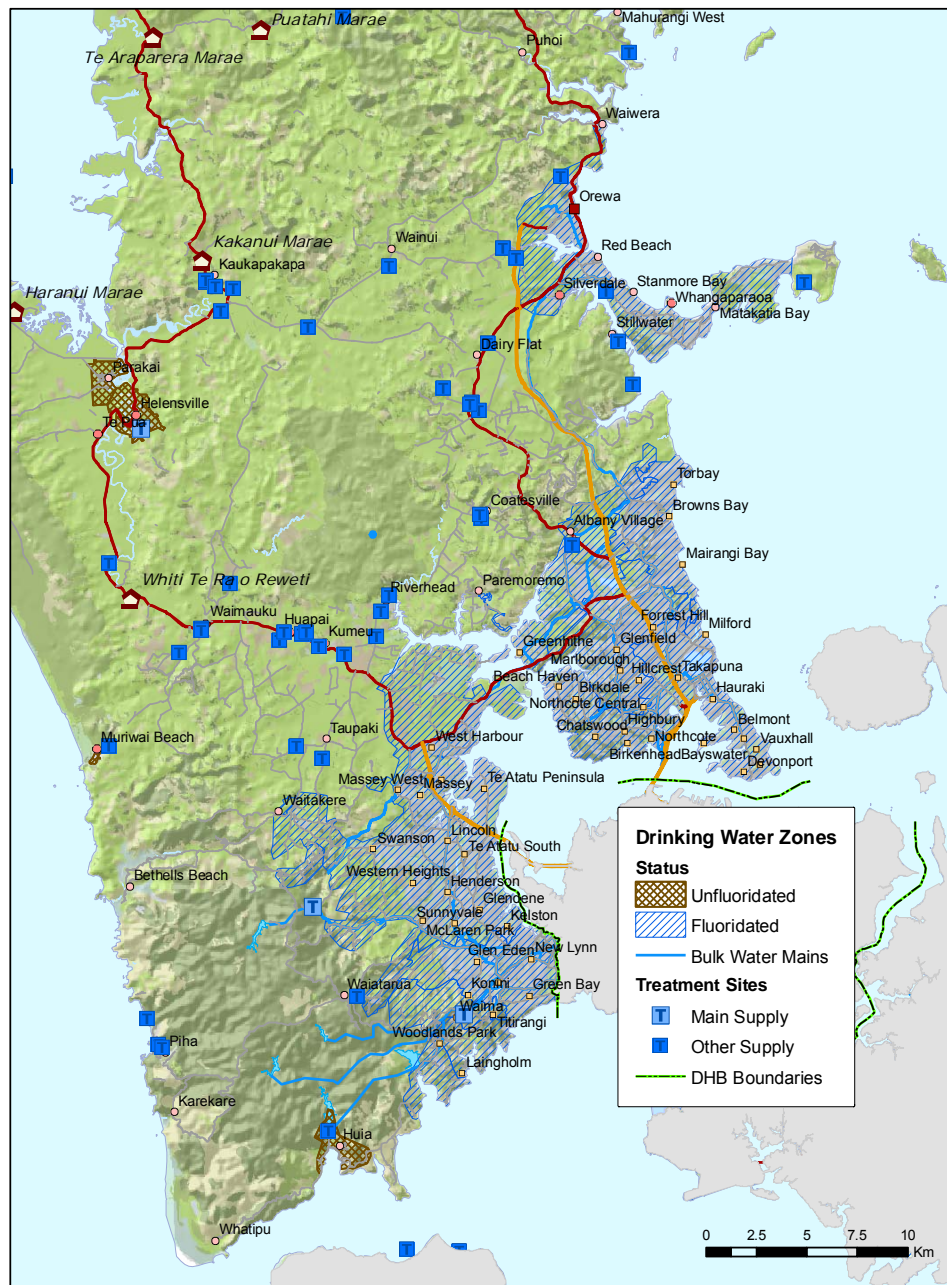 Puatahi Marae
Mahurangi West
Te Araparera Marae
Puhoi
Waiwera
Orewa
Kakanui Marae
Wainui
Red Beach
Kaukapakapa
Silverdale
Stanmore Bay
Haranui Marae
Whangaparaoa
Matakatia Bay
Stillwater
Dairy Flat
Parakai
Helensville
Torbay
Coatesville
Browns Bay
Albany Village
Mairangi Bay
Whiti Te Ra o Reweti
Riverhead
Paremoremo
Waimauku
Huapai
Forrest Hill
Kumeu
Milford
Greenhithe
Glenfield
Marlborough
Takapuna
Beach Haven
Hillcrest
Birkdale
Hauraki
Northcote Central
Highbury
Belmont
Chatswood
Taupaki
Northcote
Vauxhall
Muriwai Beach
West Harbour
Birkenhead
Bayswater
Devonport
Massey West
Massey
Te Atatu Peninsula
Waitakere
Swanson
Lincoln
Te Atatu South
Bethells Beach
Western Heights
Henderson
Glendene
Sunnyvale
Kelston
McLaren Park
Glen Eden
New Lynn
Waiatarua
Konini
Green Bay
Waima
Titirangi
Woodlands Park
Piha
Laingholm
Karekare
Huia
Whatipu
Drinking Water Zones
Status
Unfluoridated
Fluoridated
Bulk Water Mains
Treatment Sites
T Main Supply
T Other Supply
DHB Boundaries
0 2.5 5 7.5 10
Km